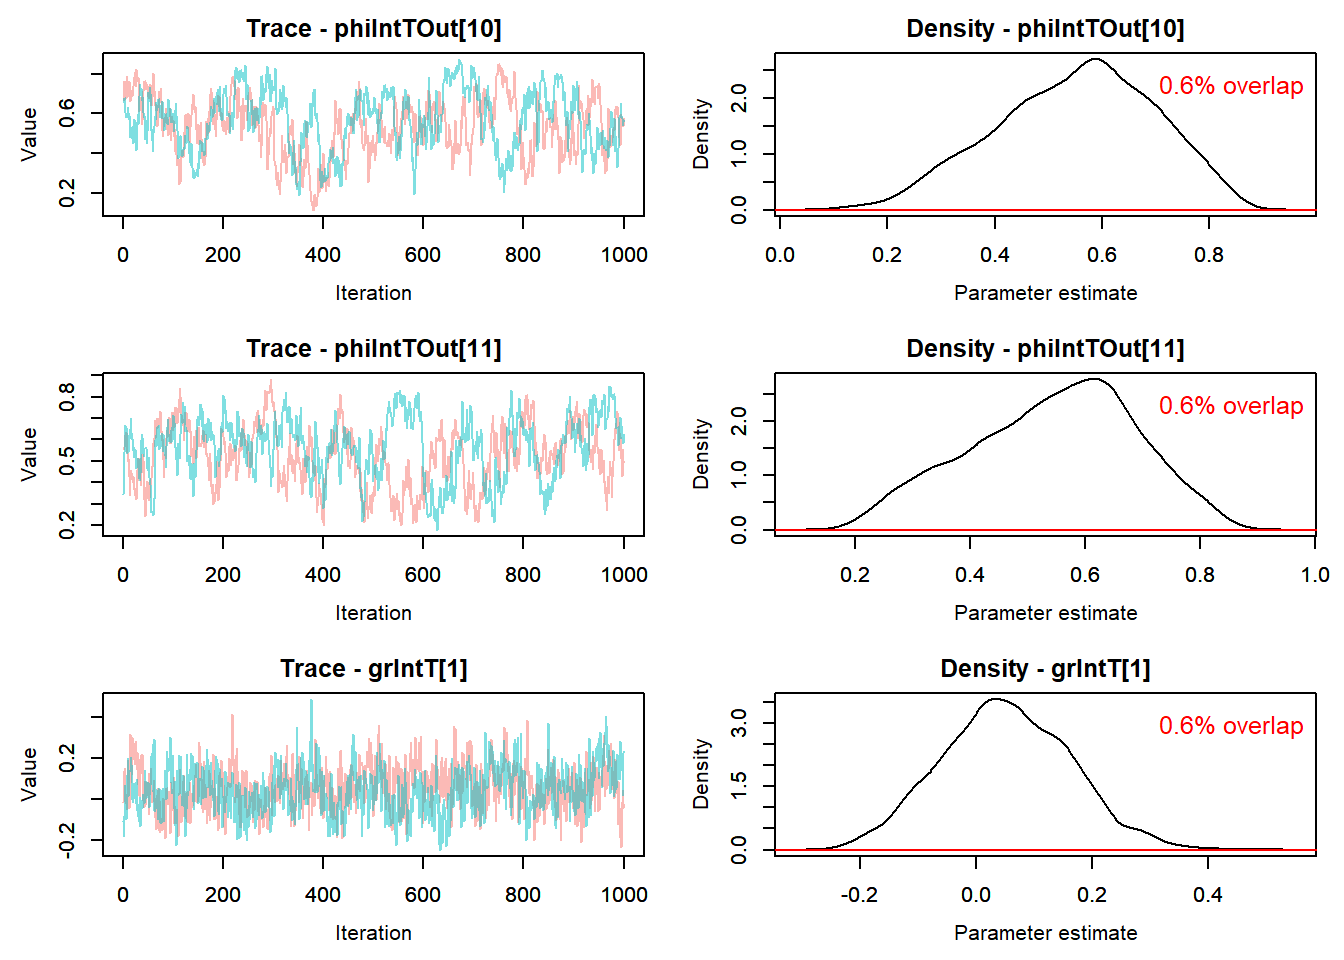 Trace - phiIntTOut[10]
Value
0.2
0.6
0
200
400
600
800
1000
Iteration
Density - phiIntTOut[10]
0.6% overlap
Density
0.0
1.0
2.0
0.0
0.2
0.4
0.6
0.8
Parameter estimate
Trace - phiIntTOut[11]
Value
0.2
0.5
0.8
0
200
400
600
800
1000
Iteration
Density - phiIntTOut[11]
0.6% overlap
Density
0.0
1.0
2.0
0.2
0.4
0.6
0.8
1.0
Parameter estimate
Trace - grIntT[1]
Value
-0.2
0.2
0
200
400
600
800
1000
Iteration
Density - grIntT[1]
0.6% overlap
Density
0.0
1.5
3.0
-0.2
0.0
0.2
0.4
Parameter estimate